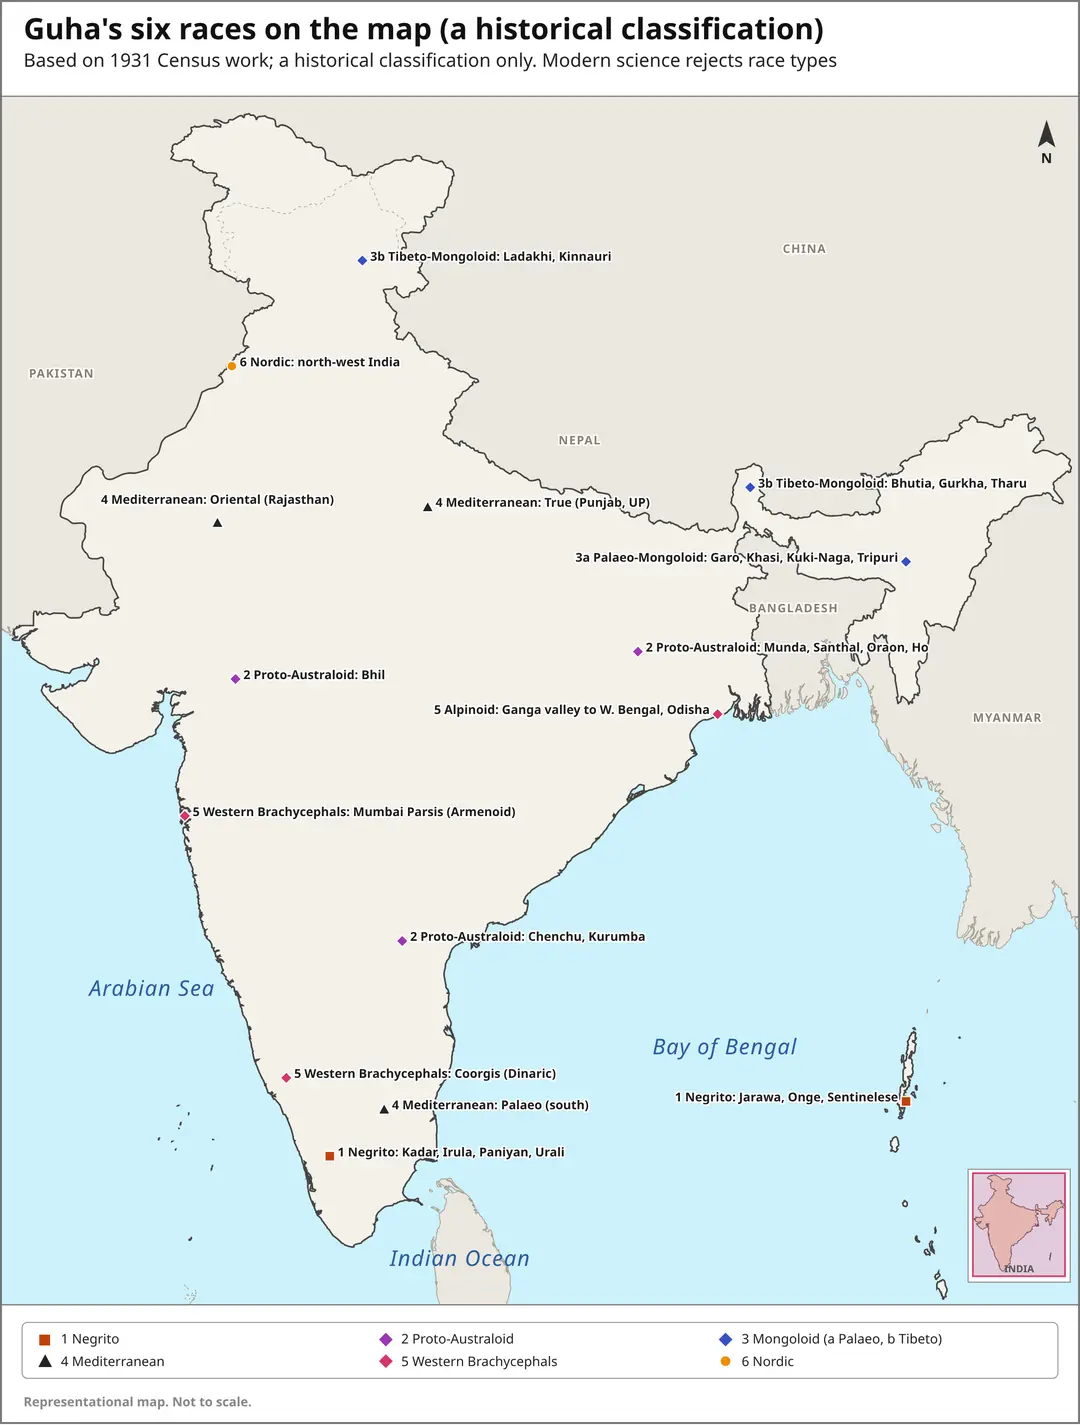 Guha's six races on the map (a historical classification)
Based on 1931 Census work; a historical classification only. Modern science rejects race types
N
CHINA
3b Tibeto-Mongoloid: Ladakhi, Kinnauri
6 Nordic: north-west India
PAKISTAN
NEPAL
3b Tibeto-Mongoloid: Bhutia, Gurkha, Tharu
4 Mediterranean: Oriental (Rajasthan)
4 Mediterranean: True (Punjab, UP)
3a Palaeo-Mongoloid: Garo, Khasi, Kuki-Naga, Tripuri
BANGLADESH
2 Proto-Australoid: Munda, Santhal, Oraon, Ho
2 Proto-Australoid: Bhil
5 Alpinoid: Ganga valley to W. Bengal, Odisha
MYANMAR
5 Western Brachycephals: Mumbai Parsis (Armenoid)
2 Proto-Australoid: Chenchu, Kurumba
Arabian Sea
Bay of Bengal
5 Western Brachycephals: Coorgis (Dinaric)
1 Negrito: Jarawa, Onge, Sentinelese
4 Mediterranean: Palaeo (south)
1 Negrito: Kadar, Irula, Paniyan, Urali
Indian Ocean
INDIA
1 Negrito
2 Proto-Australoid
3 Mongoloid (a Palaeo, b Tibeto)
4 Mediterranean
5 Western Brachycephals
6 Nordic
Representational map. Not to scale.